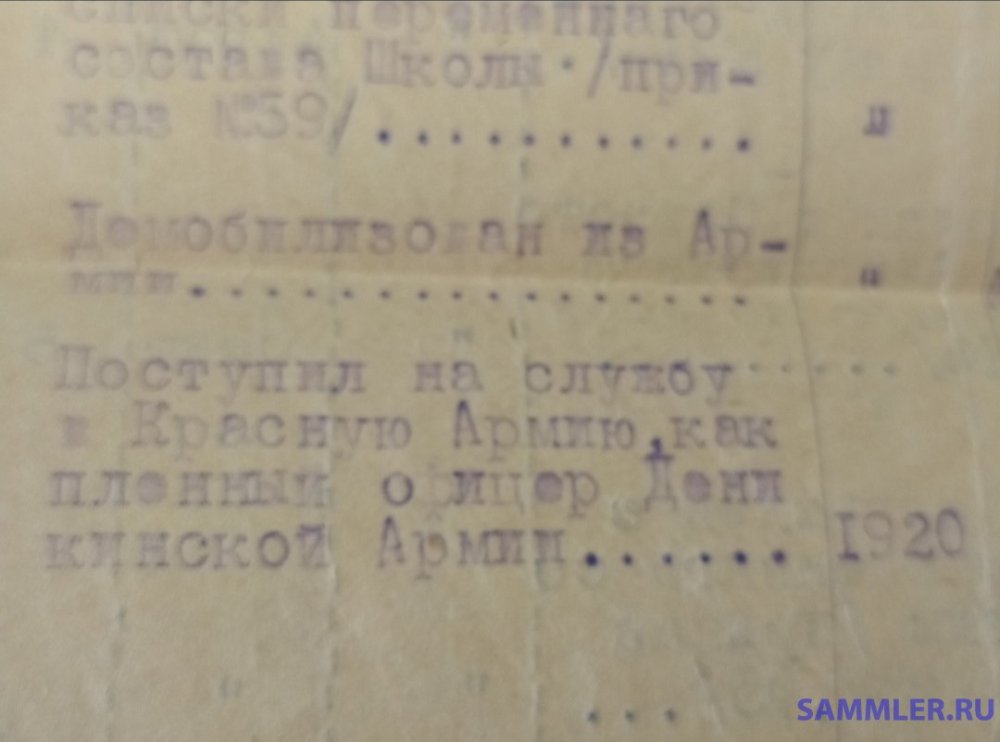 списки переменнаго
состава Школы ./при-
каз №59/...........
"
Демобилизован из Ар-
мии................
"
Поступил на службу
в Красную Армию,как
пленный офицер Дени
кинской Армии...... 1920
SAMMLER.RU